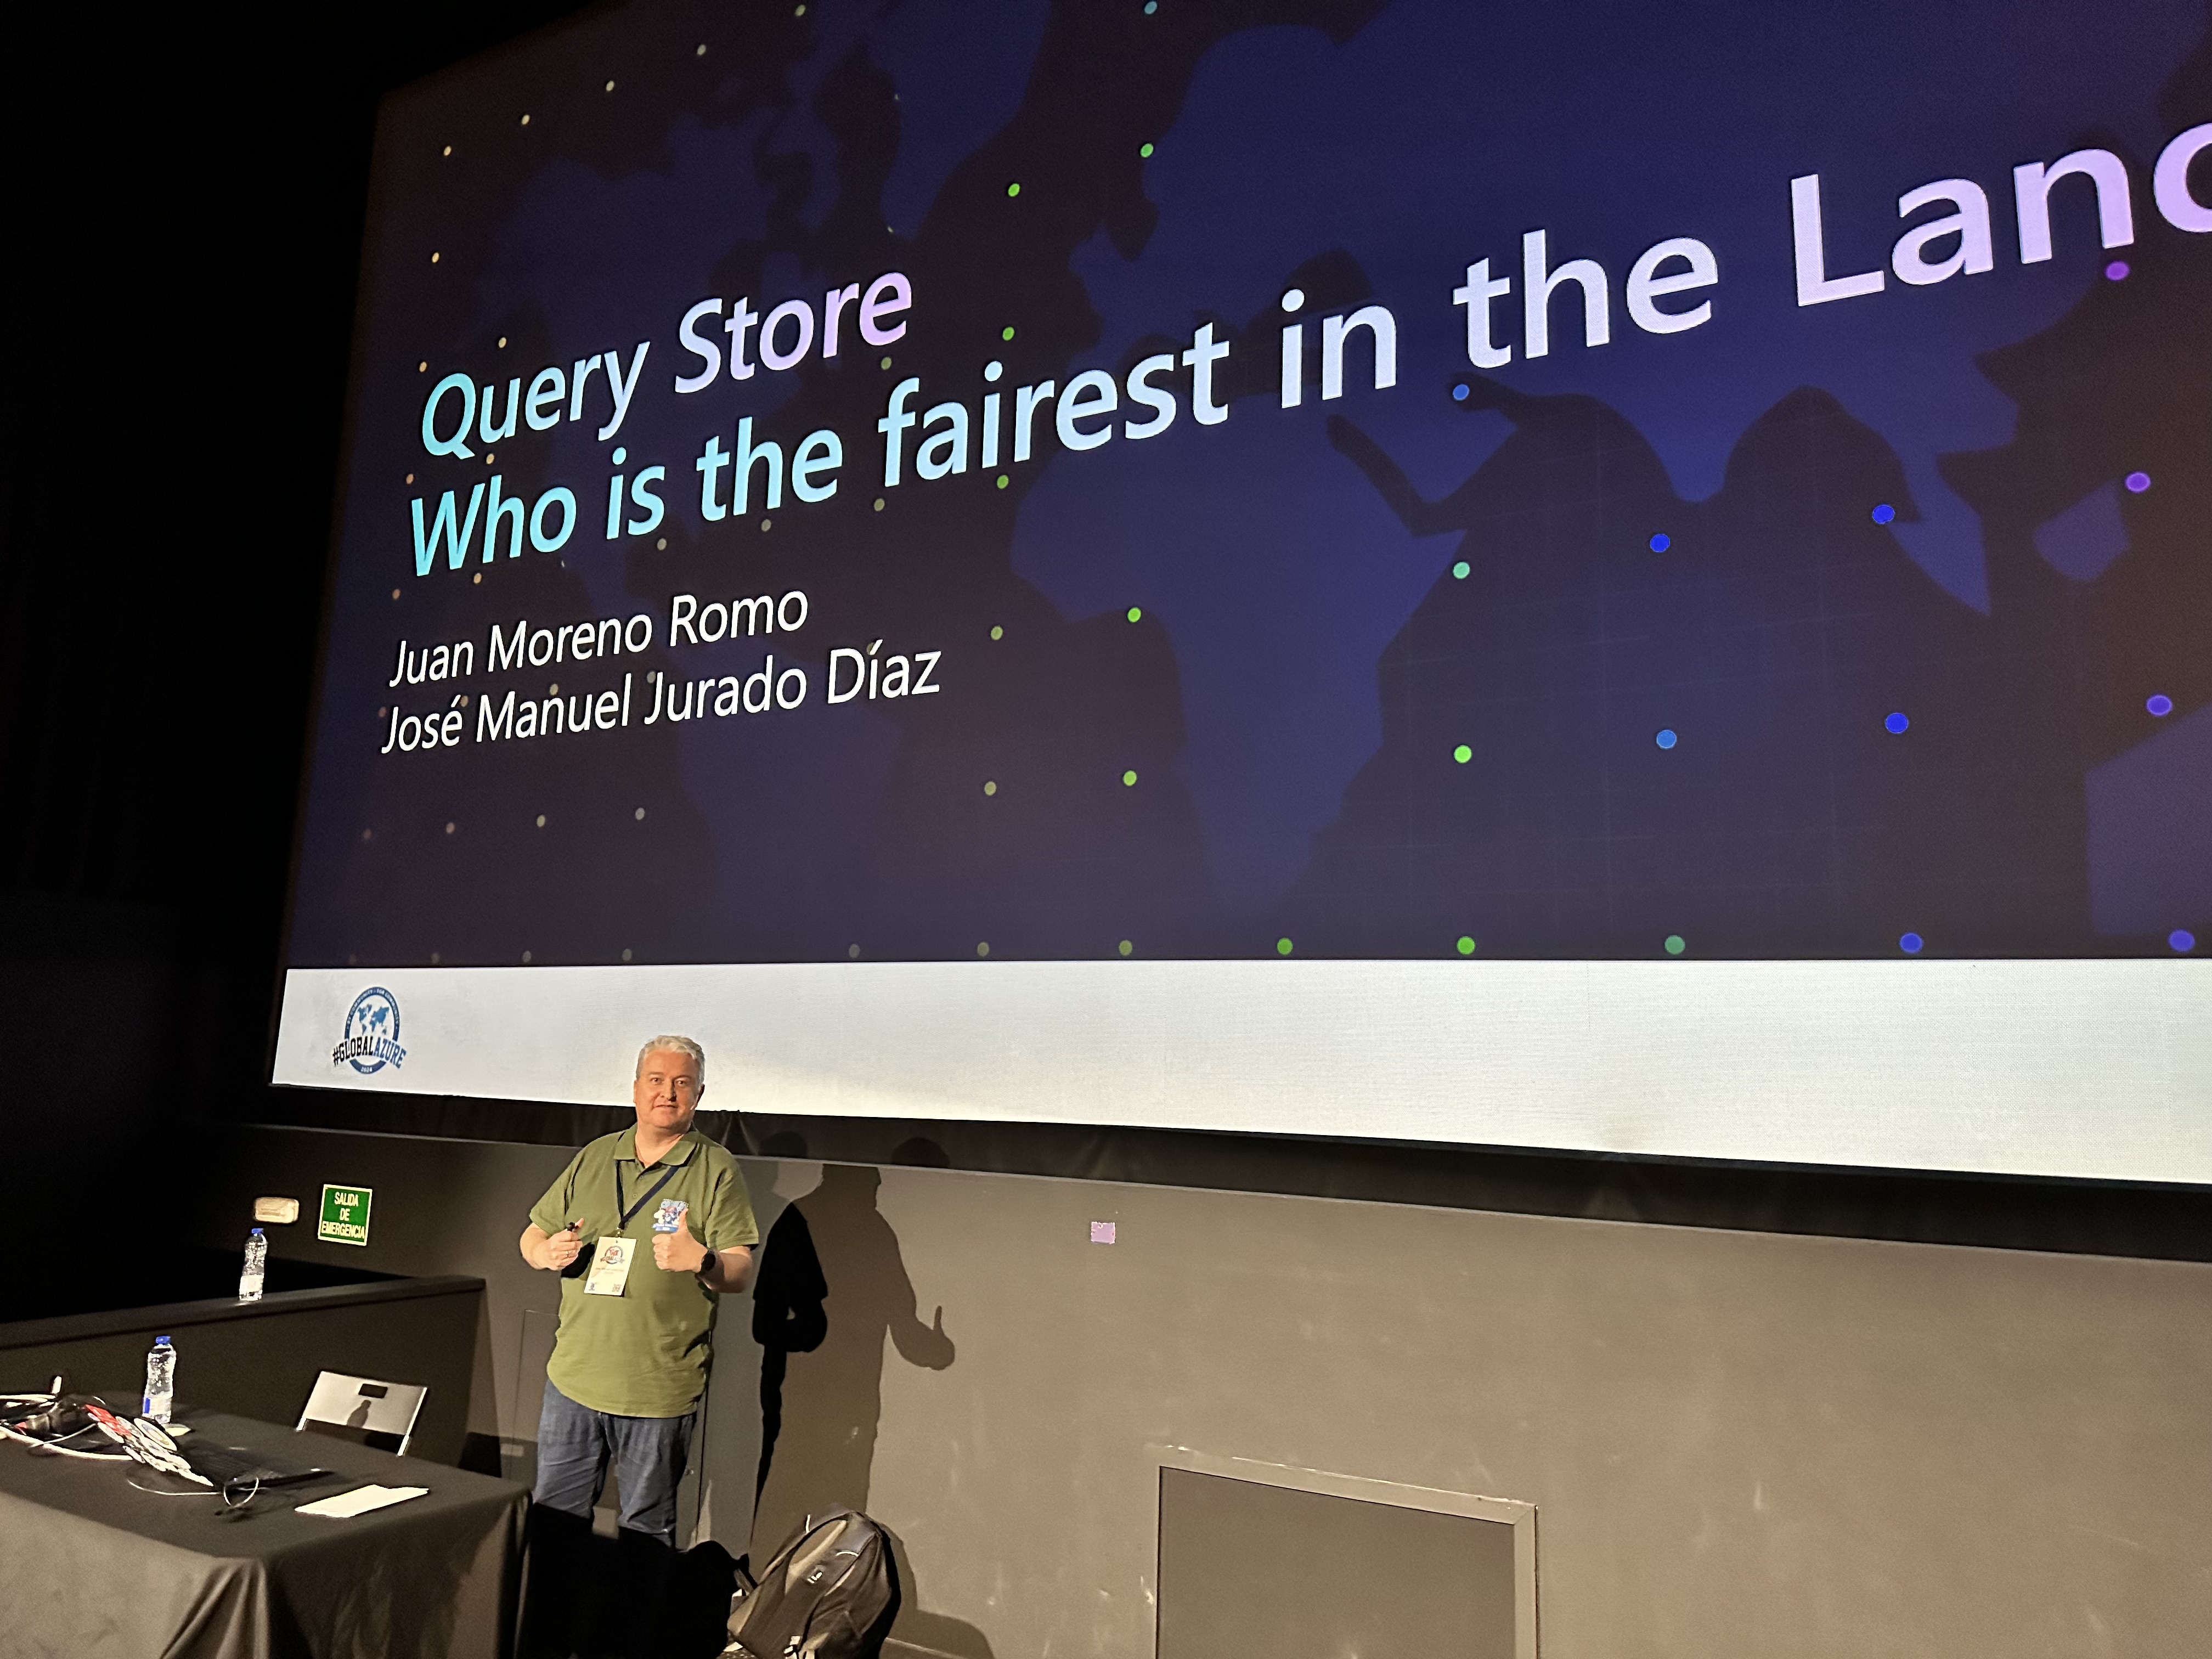 Query Store
Who is the fairest in the Land
Juan Moreno Romo
José Manuel Jurado Díaz
#GLOBALAZURE
SALIDA
DE
EMERGENCIA